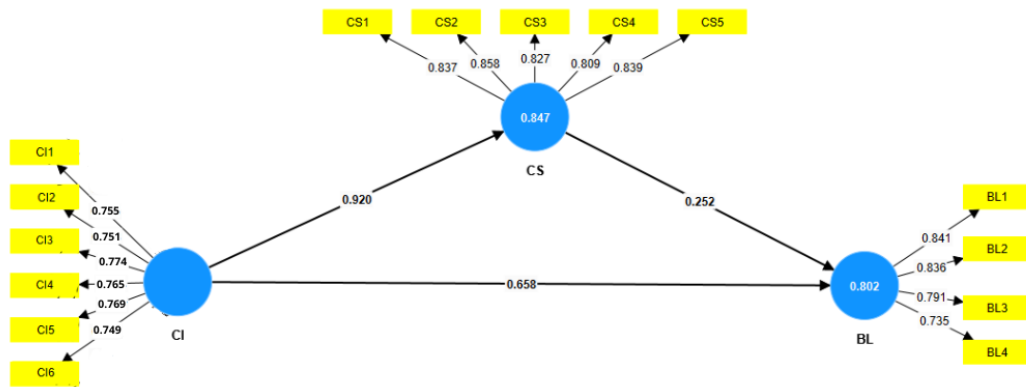 CS1 CS2 CS3 CS4 CS5
0.837 0.858 0.827 0.809 0.839
0.847
CS
CI1
CI2
CI3
CI4
CI5
CI6
0.755
0.751
0.774
0.765
0.769
0.749
CI
0.920
0.252
0.658
0.802
BL
0.841
0.836
0.791
0.735
BL1
BL2
BL3
BL4